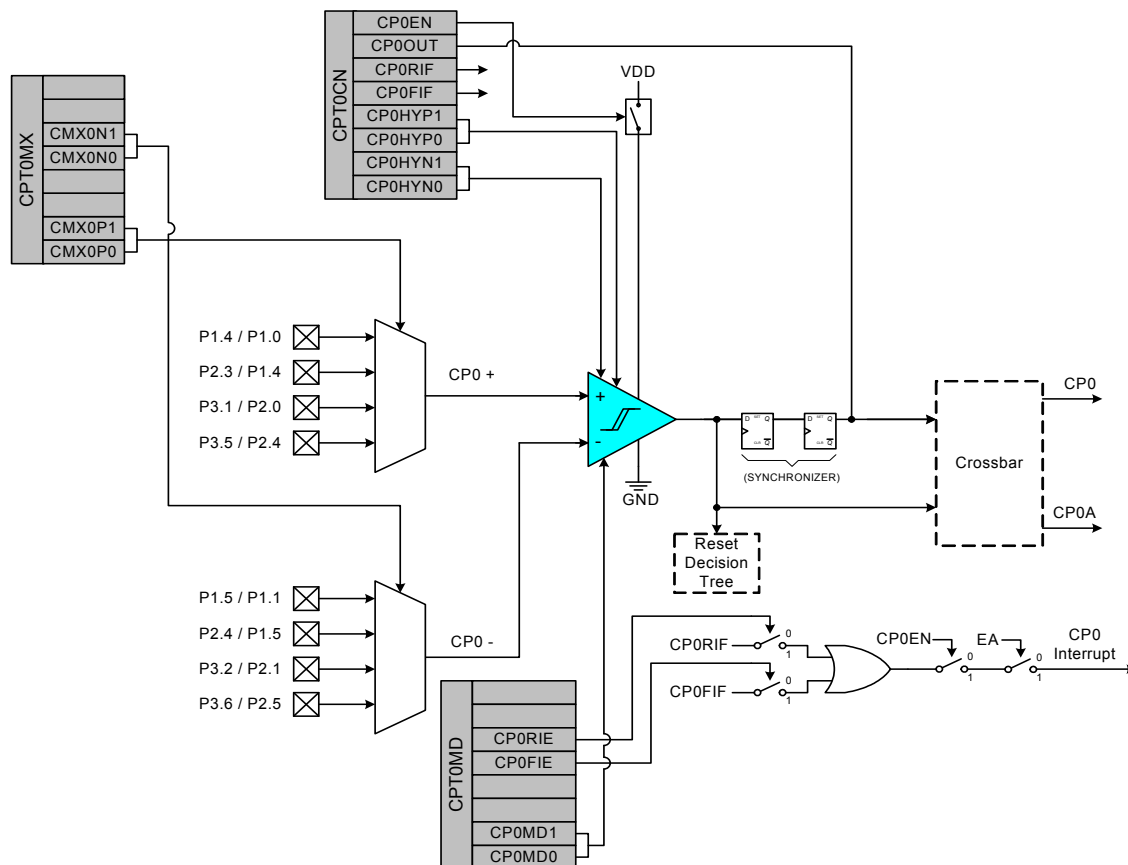 CPT0CN
CP0EN
CP0OUT
CP0RIF
CP0FIF
CP0HYP1
CP0HYP0
CP0HYN1
CP0HYN0
VDD
CPT0MX
CMX0N1
CMX0N0
CMX0P1
CMX0P0
P1.4 / P1.0
P2.3 / P1.4
P3.1 / P2.0
P3.5 / P2.4
CP0 +
+
-
GND
D SET Q
CLR Q
D SET Q
CLR Q
(SYNCHRONIZER)
Crossbar
CP0
CP0A
Reset
Decision
Tree
P1.5 / P1.1
P2.4 / P1.5
P3.2 / P2.1
P3.6 / P2.5
CP0 -
CPT0MD
CP0RIE
CP0FIE
CP0MD1
CP0MD0
CP0RIF
0
1
CP0FIF
0
1
CP0EN
0
1
EA
0
1
CP0
Interrupt